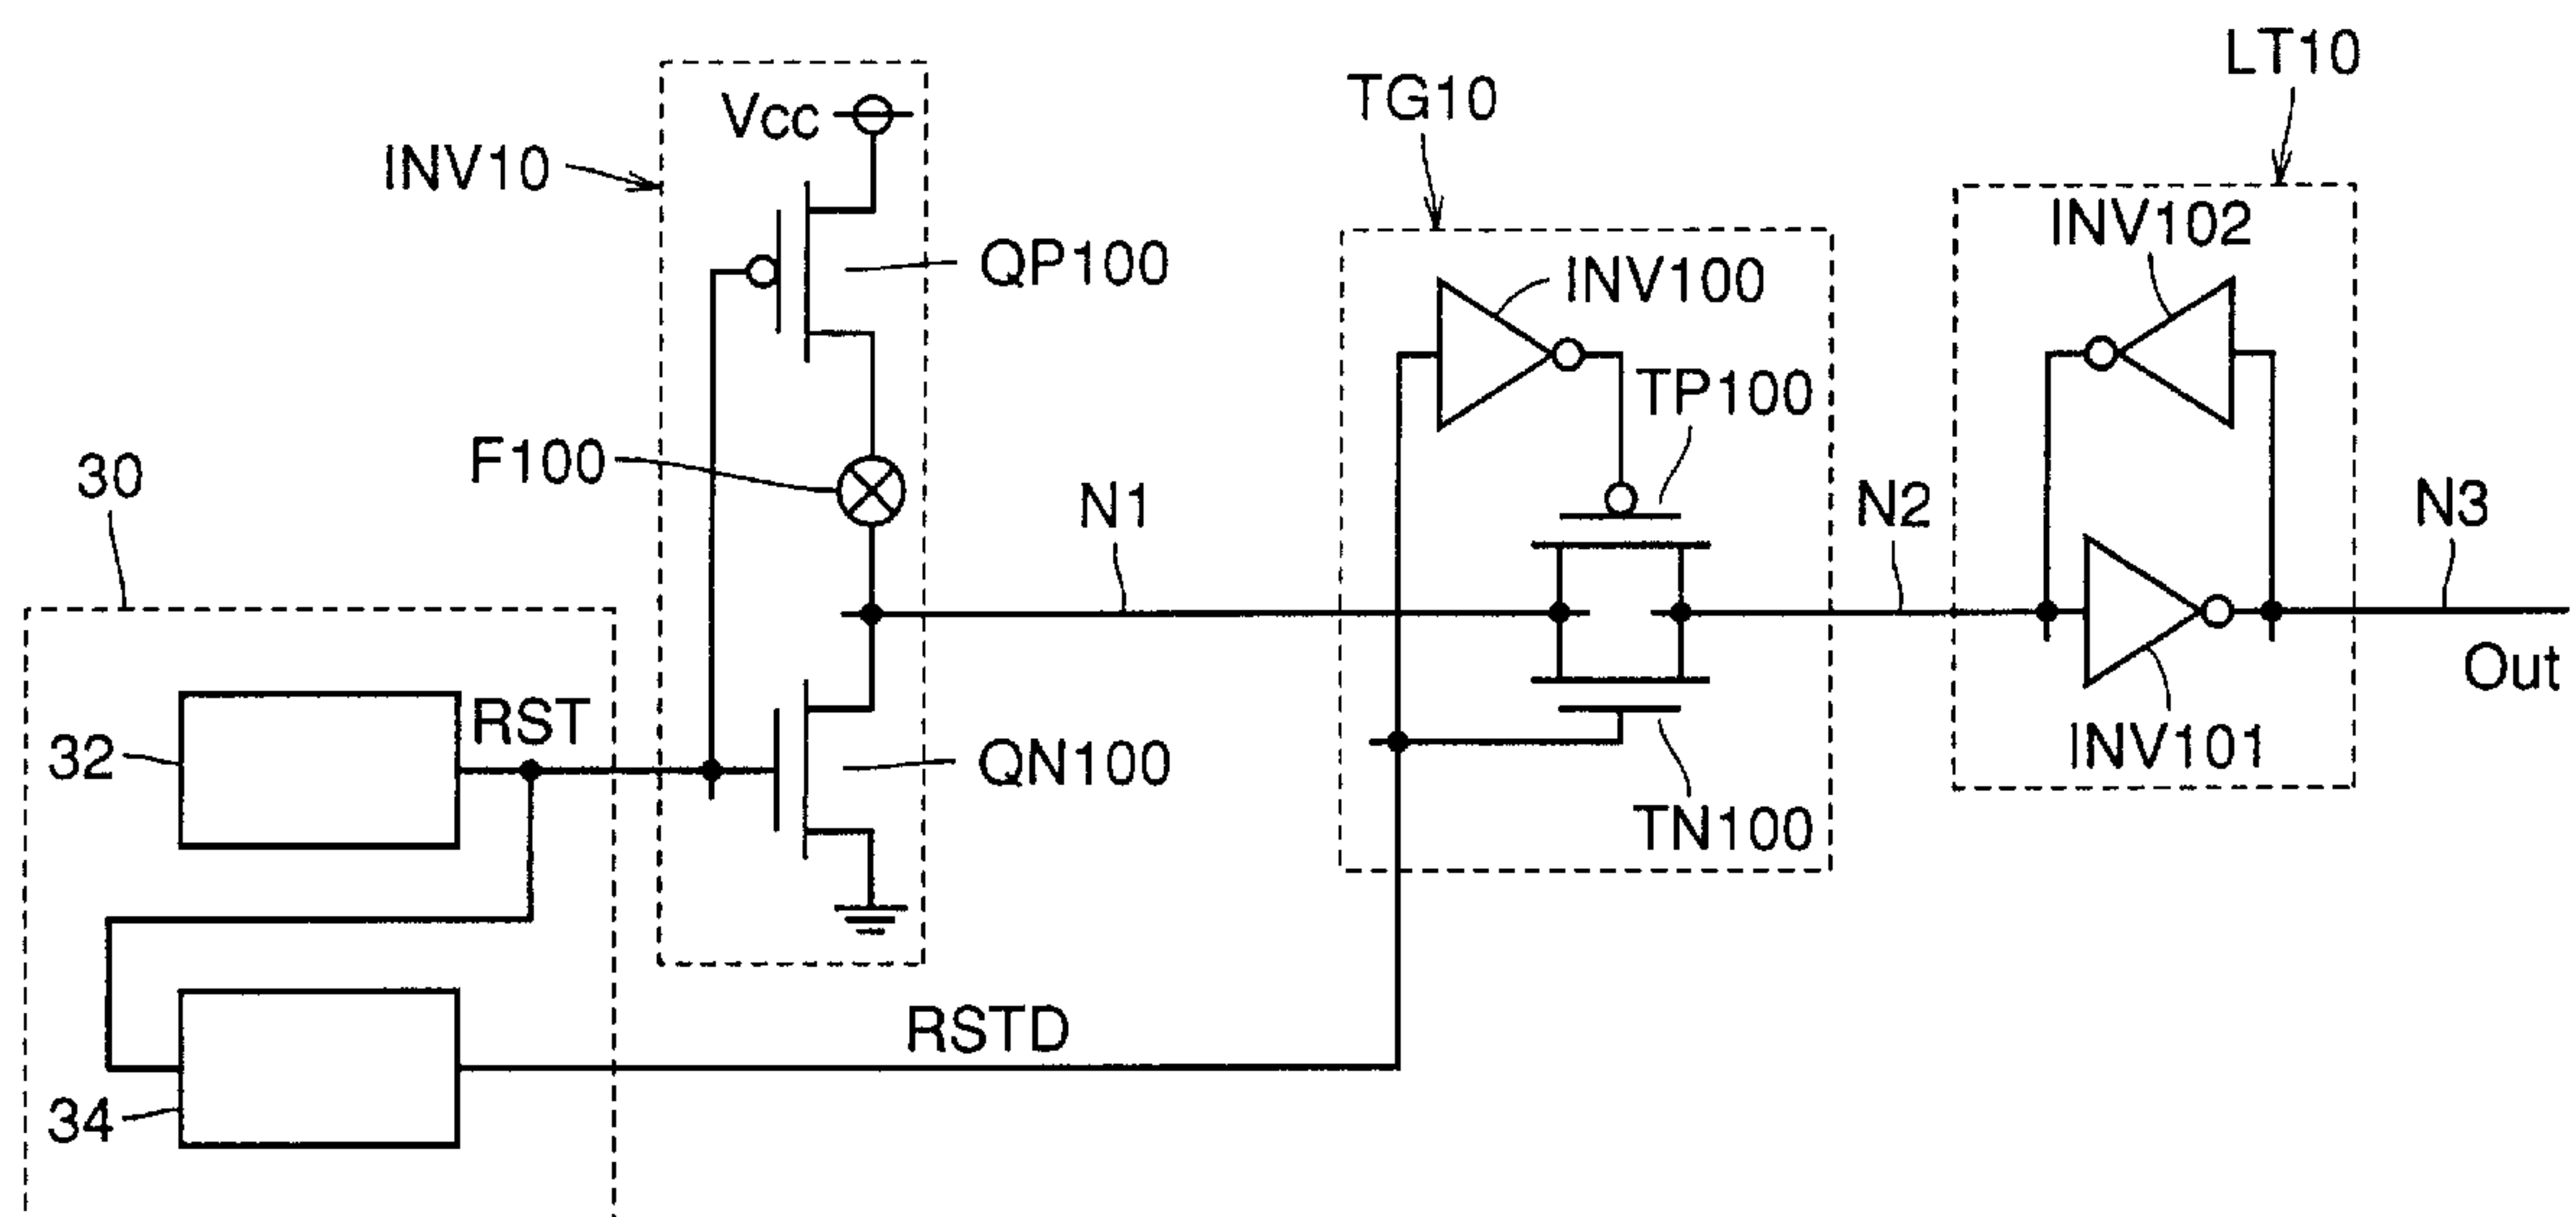 LT10
TG10
Vcc
INV10
INV102
QP100
INV100
TP100
F100
30
N1
N2
N3
Out
RST
32
QN100
INV101
TN100
RSTD
34